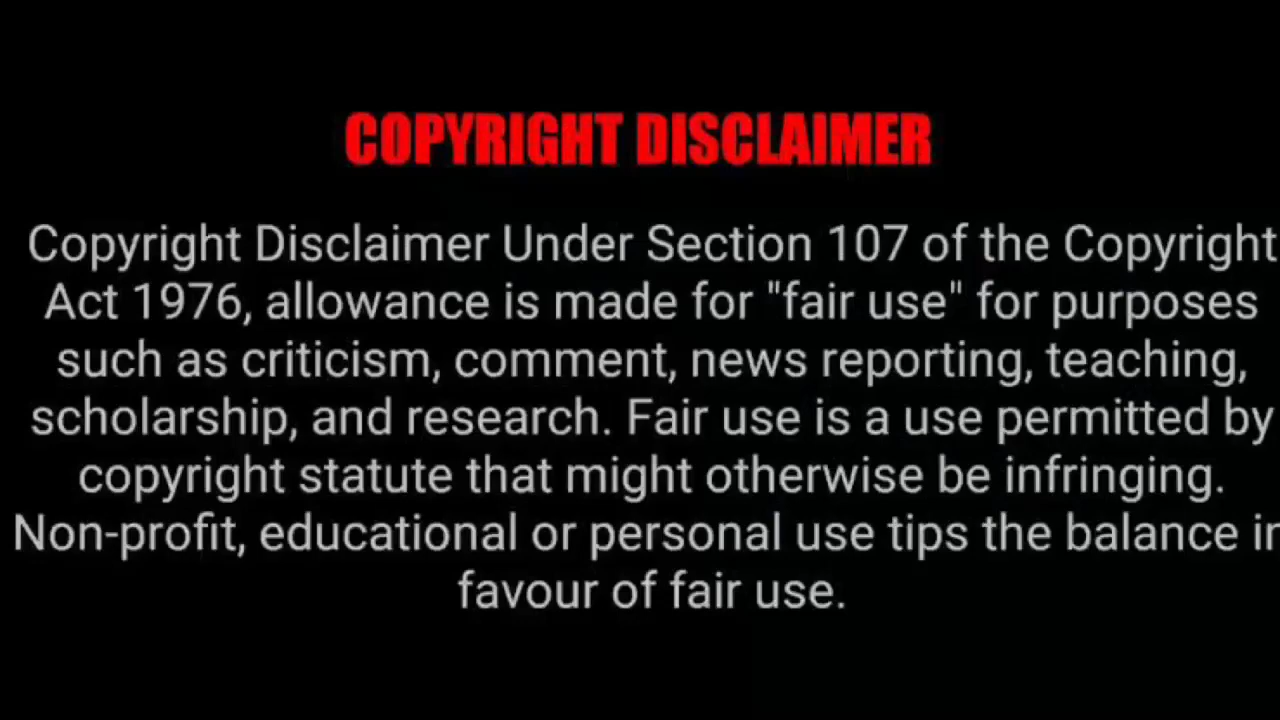 COPYRIGHT DISCLAIMER
Copyright Disclaimer Under Section 107 of the Copyright
Act 1976, allowance is made for "fair use" for purposes
such as criticism, comment, news reporting, teaching,
scholarship, and research. Fair use is a use permitted by
copyright statute that might otherwise be infringing.
Non-profit, educational or personal use tips the balance in
favour of fair use.